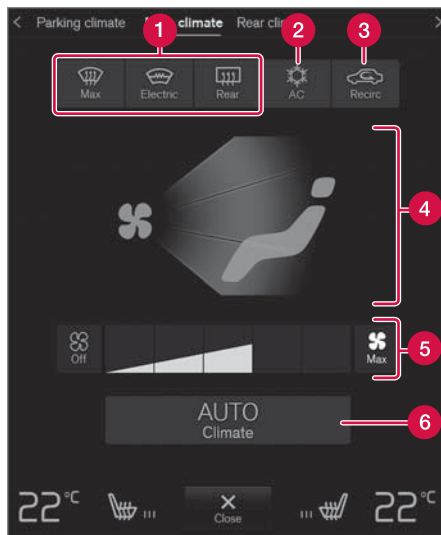 Parking climate climate Rear
1 2 3
Max Electric Rear AC Recirc
4
Off Max 5
AUTO
Climate 6
22°C Close 22°C